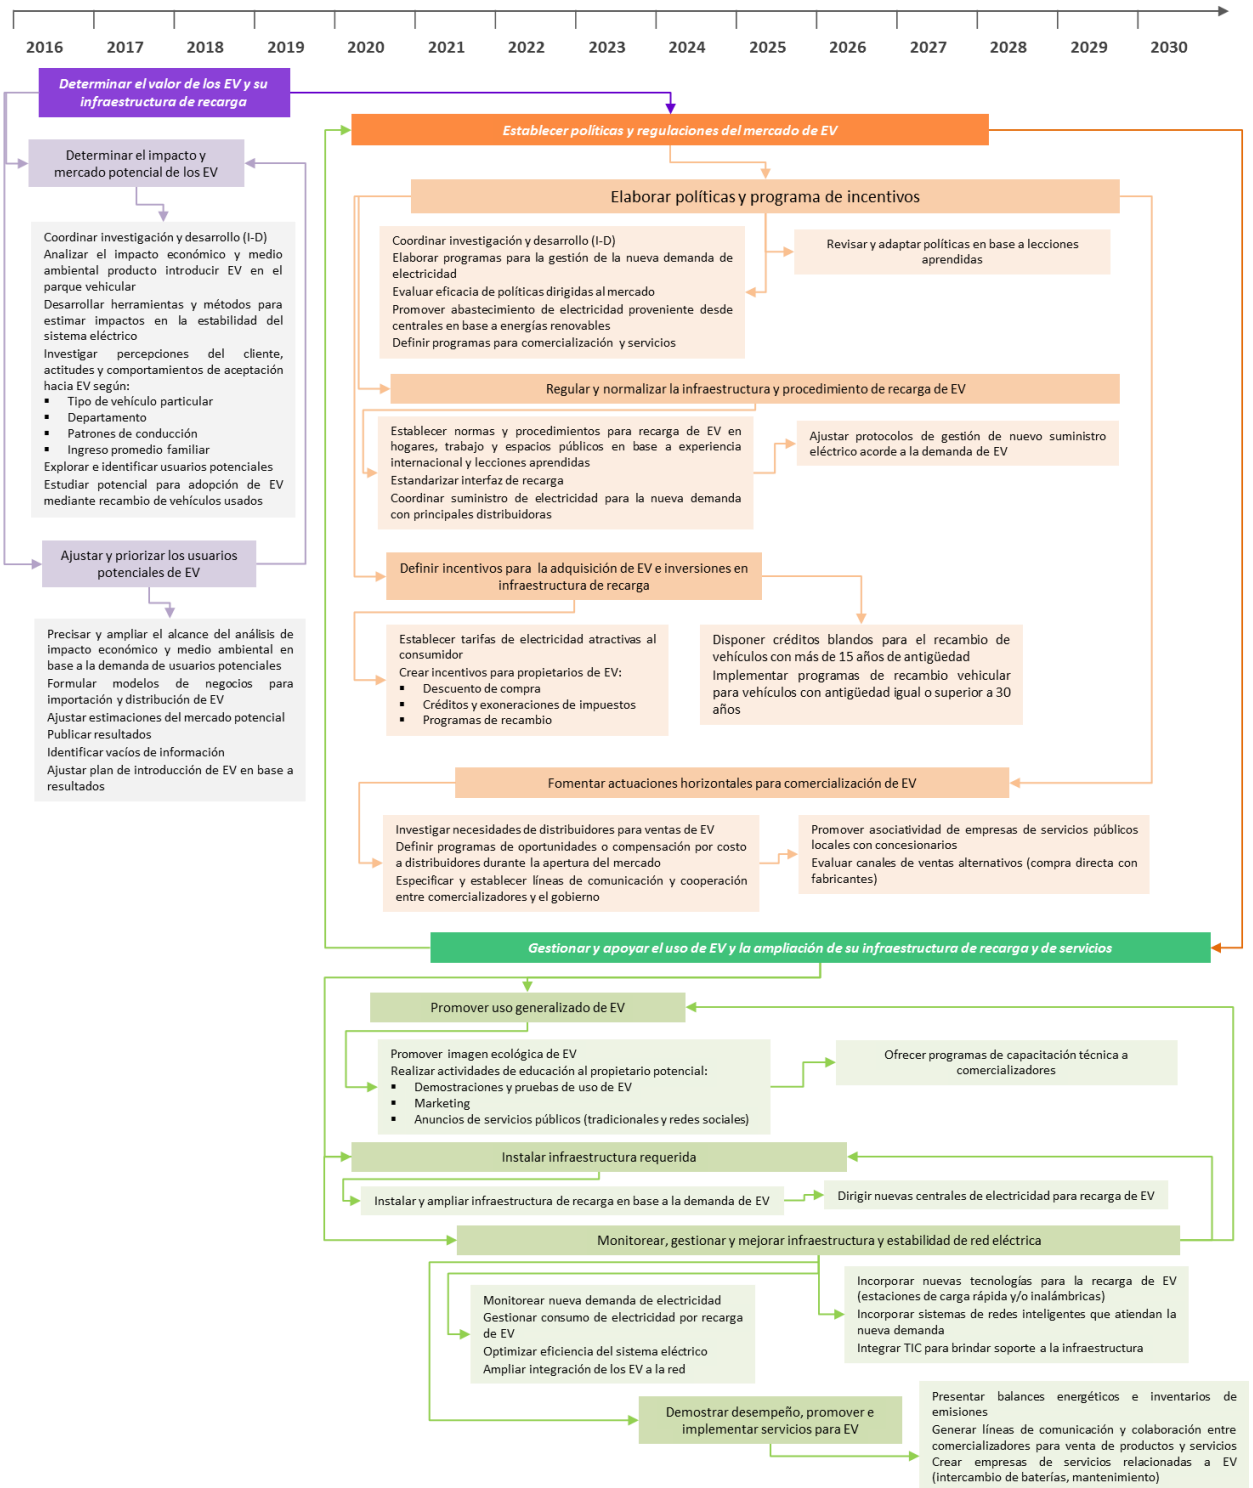 2016 2017 2018 2019 2020 2021 2022 2023 2024 2025 2026 2027 2028 2029 2030
Determinar el valor de los EV y su
infraestructura de recarga
Establecer políticas y regulaciones del mercado de EV
Determinar el impacto y
mercado potencial de los EV
Coordinar investigación y desarrollo (I-D)
Analizar el impacto económico y medio
ambiental producto introducir EV en el
parque vehicular
Desarrollar herramientas y métodos para
estimar impactos en la estabilidad del
sistema eléctrico
Investigar percepciones del cliente,
actitudes y comportamientos de aceptación
hacia EV según:
▪ Tipo de vehículo particular
▪ Departamento
▪ Patrones de conducción
▪ Ingreso promedio familiar
Explorar e identificar usuarios potenciales
Estudiar potencial para adopción de EV
mediante recambio de vehículos usados
Ajustar y priorizar los usuarios
potenciales de EV
Precisar y ampliar el alcance del análisis de
impacto económico y medio ambiental en
base a la demanda de usuarios potenciales
Formular modelos de negocios para
importación y distribución de EV
Ajustar estimaciones del mercado potencial
Publicar resultados
Identificar vacíos de información
Ajustar plan de introducción de EV en base a
resultados
Elaborar políticas y programa de incentivos
Coordinar investigación y desarrollo (I-D)
Elaborar programas para la gestión de la nueva demanda de
electricidad
Evaluar eficacia de políticas dirigidas al mercado
Promover abastecimiento de electricidad proveniente desde
centrales en base a energías renovables
Definir programas para comercialización y servicios
Revisar y adaptar políticas en base a lecciones
aprendidas
Regular y normalizar la infraestructura y procedimiento de recarga de EV
Establecer normas y procedimientos para recarga de EV en
hogares, trabajo y espacios públicos en base a experiencia
internacional y lecciones aprendidas
Estandarizar interfaz de recarga
Coordinar suministro de electricidad para la nueva demanda
con principales distribuidoras
Ajustar protocolos de gestión de nuevo suministro
eléctrico acorde a la demanda de EV
Definir incentivos para la adquisición de EV e inversiones en
infraestructura de recarga
Establecer tarifas de electricidad atractivas al
consumidor
Crear incentivos para propietarios de EV:
▪ Descuento de compra
▪ Créditos y exoneraciones de impuestos
▪ Programas de recambio
Disponer créditos blandos para el recambio de
vehículos con más de 15 años de antigüedad
Implementar programas de recambio vehicular
para vehículos con antigüedad igual o superior a 30
años
Fomentar actuaciones horizontales para comercialización de EV
Investigar necesidades de distribuidores para ventas de EV
Definir programas de oportunidades o compensación por costo
a distribuidores durante la apertura del mercado
Especificar y establecer líneas de comunicación y cooperación
entre comercializadores y el gobierno
Promover asociatividad de empresas de servicios públicos
locales con concesionarios
Evaluar canales de ventas alternativos (compra directa con
fabricantes)
Gestionar y apoyar el uso de EV y la ampliación de su infraestructura de recarga y de servicios
Promover uso generalizado de EV
Promover imagen ecológica de EV
Realizar actividades de educación al propietario potencial:
▪ Demostraciones y pruebas de uso de EV
▪ Marketing
▪ Anuncios de servicios públicos (tradicionales y redes sociales)
Ofrecer programas de capacitación técnica a
comercializadores
Instalar infraestructura requerida
Instalar y ampliar infraestructura de recarga en base a la demanda de EV
Dirigir nuevas centrales de electricidad para recarga de EV
Monitorear, gestionar y mejorar infraestructura y estabilidad de red eléctrica
Monitorear nueva demanda de electricidad
Gestionar consumo de electricidad por recarga
de EV
Optimizar eficiencia del sistema eléctrico
Ampliar integración de los EV a la red
Incorporar nuevas tecnologías para la recarga de EV
(estaciones de carga rápida y/o inalámbricas)
Incorporar sistemas de redes inteligentes que atiendan la
nueva demanda
Integrar TIC para brindar soporte a la infraestructura
Demostrar desempeño, promover e
implementar servicios para EV
Presentar balances energéticos e inventarios de
emisiones
Generar líneas de comunicación y colaboración entre
comercializadores para venta de productos y servicios
Crear empresas de servicios relacionadas a EV
(intercambio de baterías, mantenimiento)